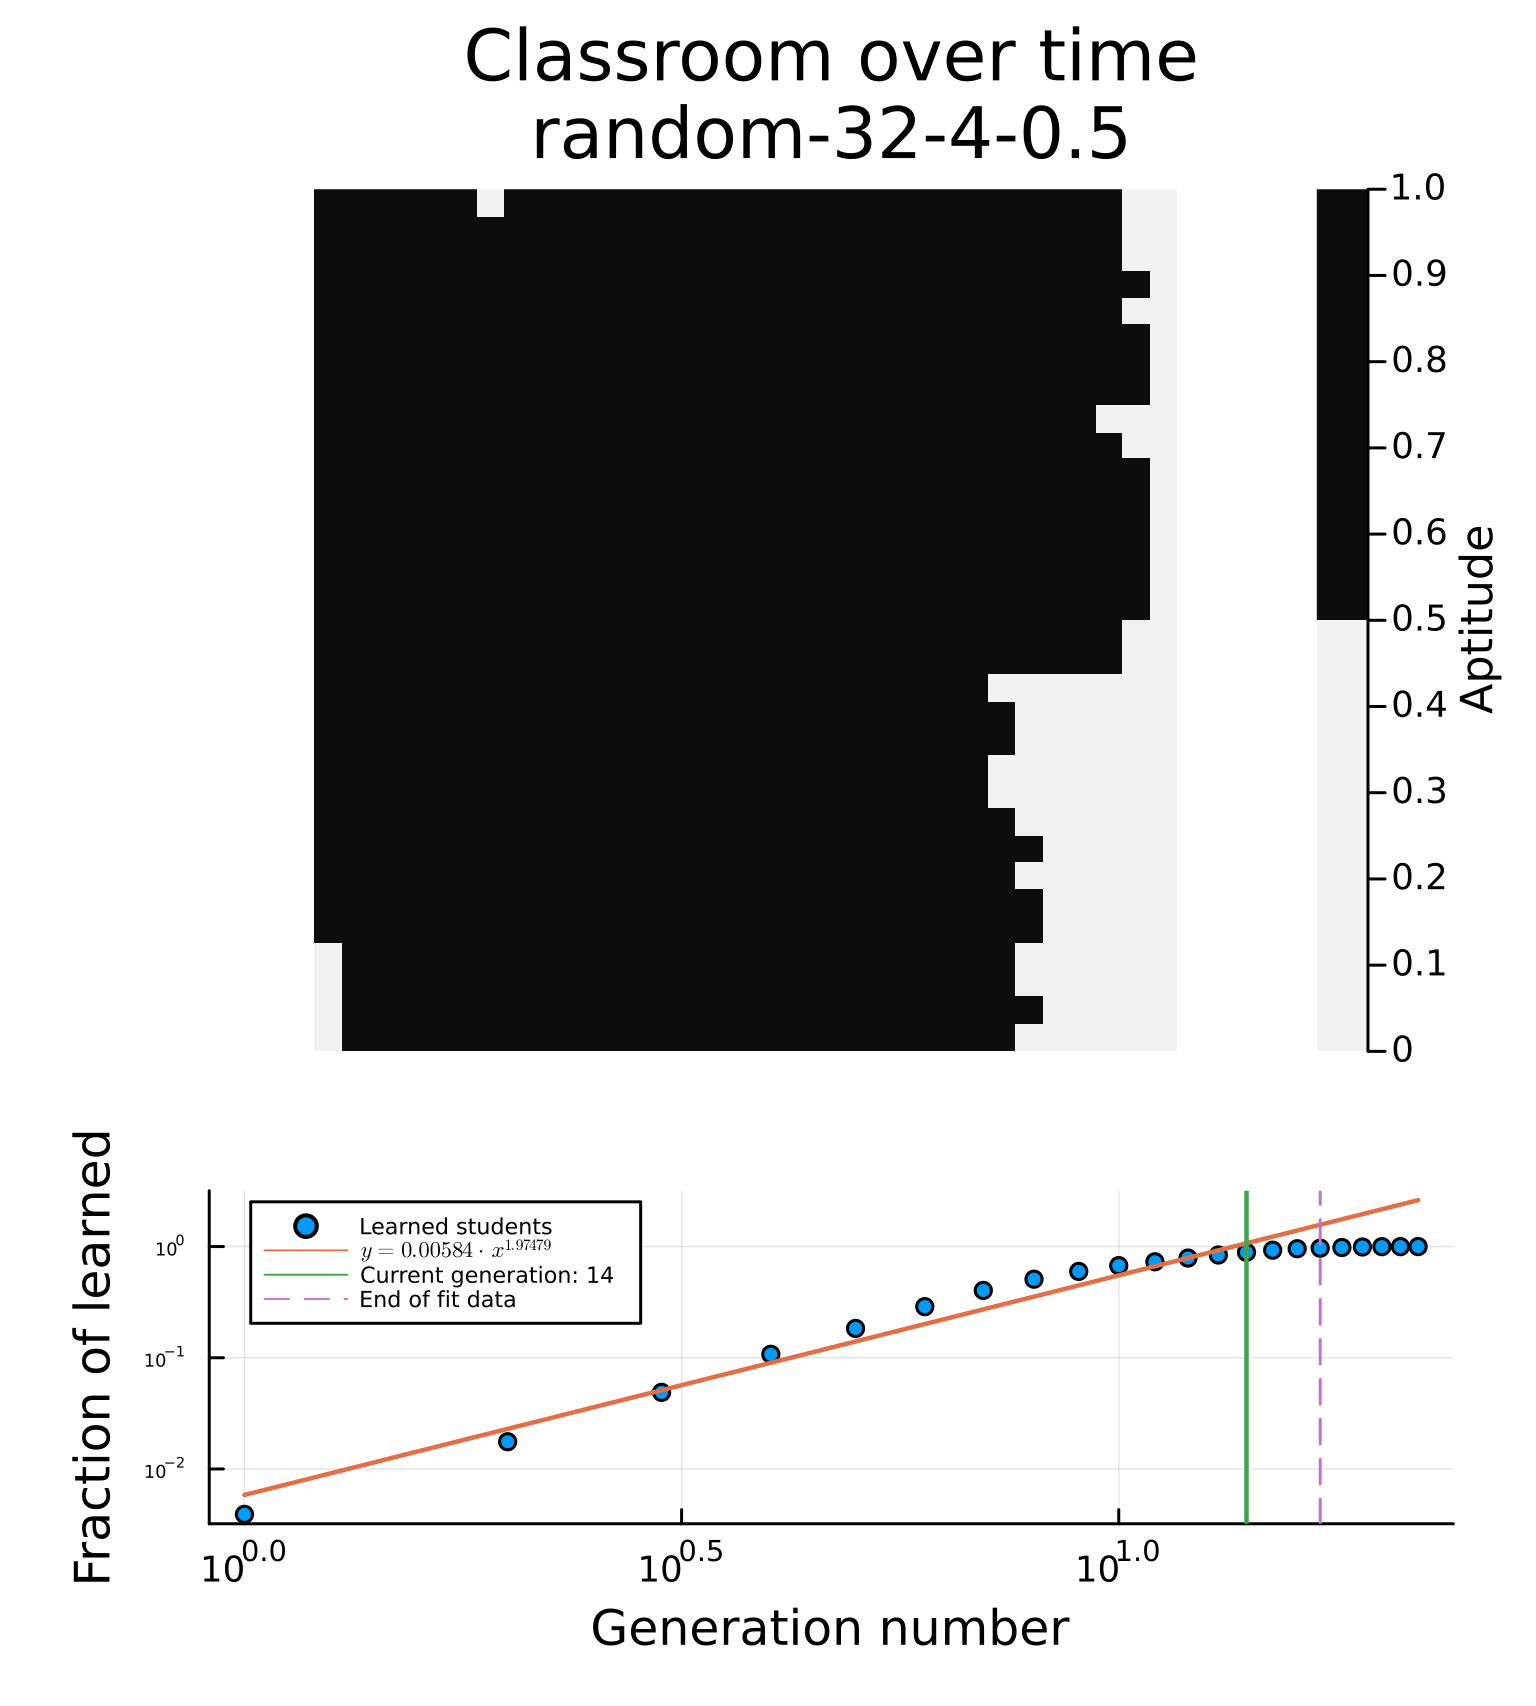 Classroom over time
random-32-4-0.5
1.0
0.9
0.8
0.7
0.6
0.5
0.4
0.3
0.2
0.1
0
Aptitude
Fraction of learned
10⁰
10⁻¹
10⁻²
Learned students
y = 0.00584 · x^1.97479
Current generation: 14
End of fit data
10^0.0
10^0.5
10^1.0
Generation number